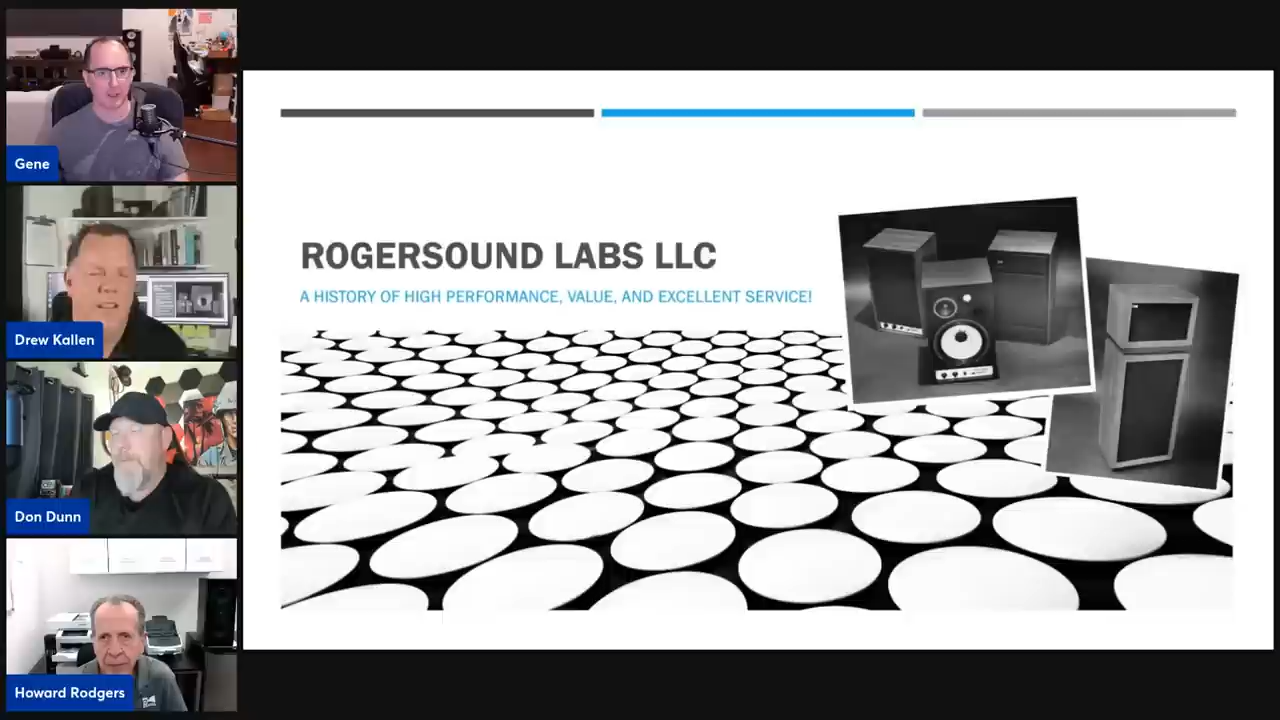 Gene
Drew Kallen
Don Dunn
Howard Rodgers
ROGERSOUND LABS LLC
A HISTORY OF HIGH PERFORMANCE, VALUE, AND EXCELLENT SERVICE!